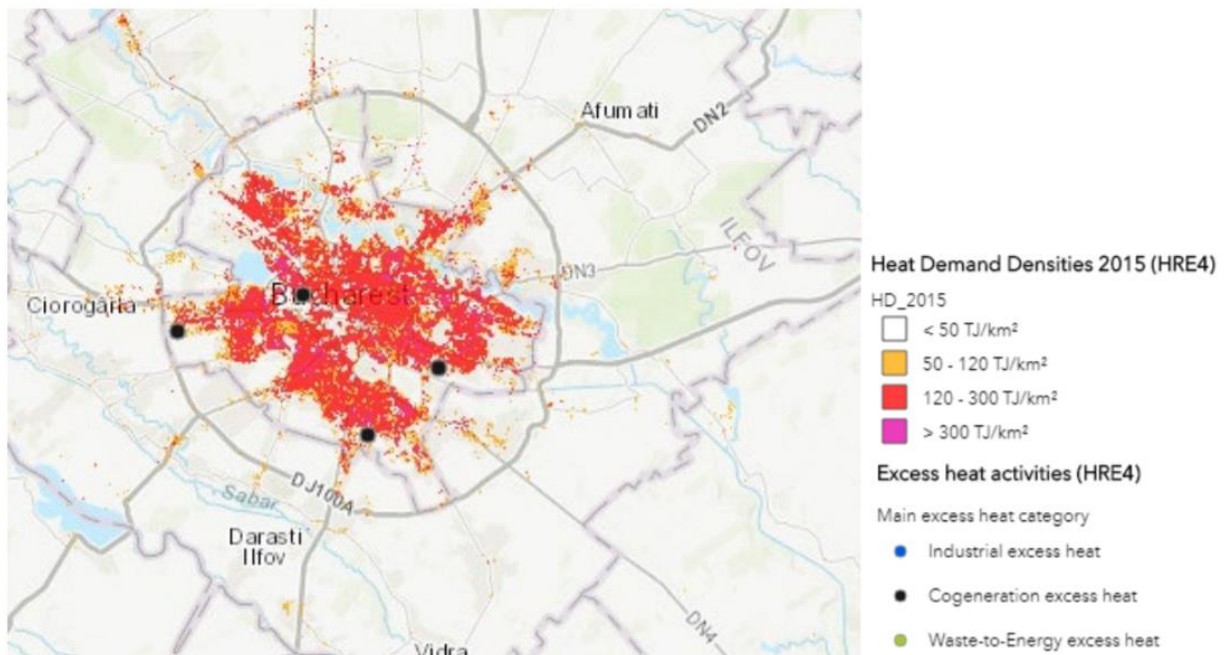 Afumati
DN2
ILFOV
DN3
Ciorogârla
Bucharest
DJ100A
Sabar
Darasti
Ilfov
DN4
Vidra
Heat Demand Densities 2015 (HRE4)
HD_2015
< 50 TJ/km²
50 - 120 TJ/km²
120 - 300 TJ/km²
> 300 TJ/km²
Excess heat activities (HRE4)
Main excess heat category
Industrial excess heat
Cogeneration excess heat
Waste-to-Energy excess heat